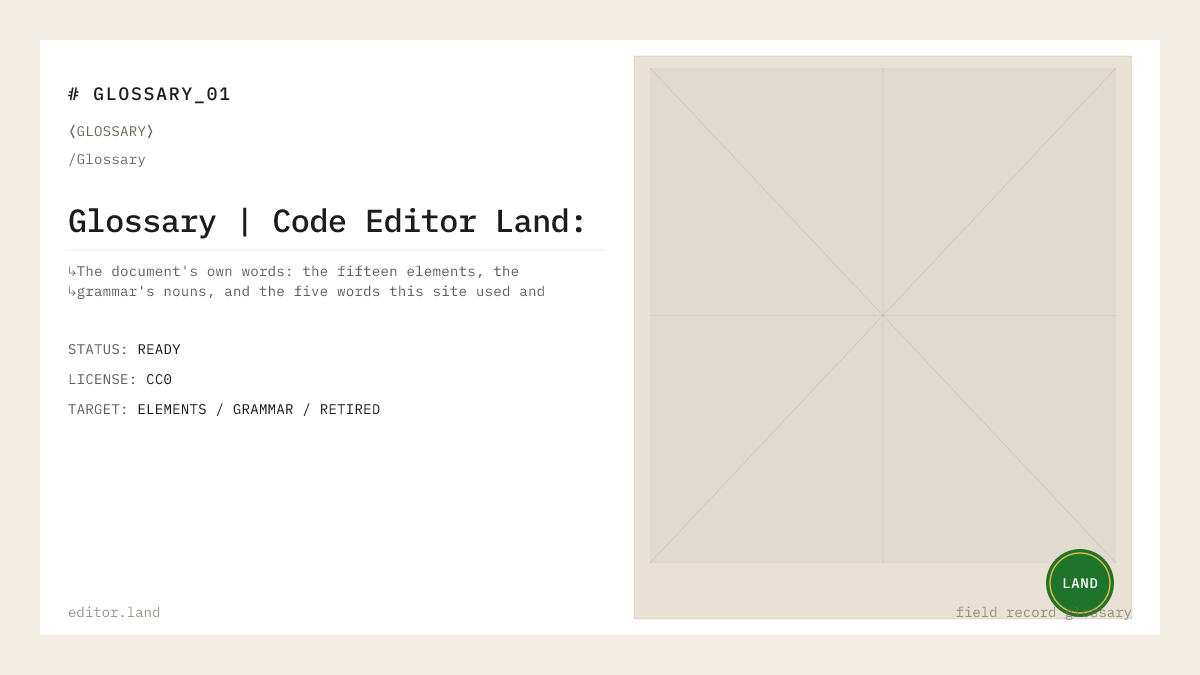 # GLOSSARY_01
⟨GLOSSARY⟩
/Glossary
Glossary | Code Editor Land:
↳The document's own words: the fifteen elements, the
↳grammar's nouns, and the five words this site used and
STATUS: READY
LICENSE: CC0
TARGET: ELEMENTS / GRAMMAR / RETIRED
LAND
editor.land
field record glossary